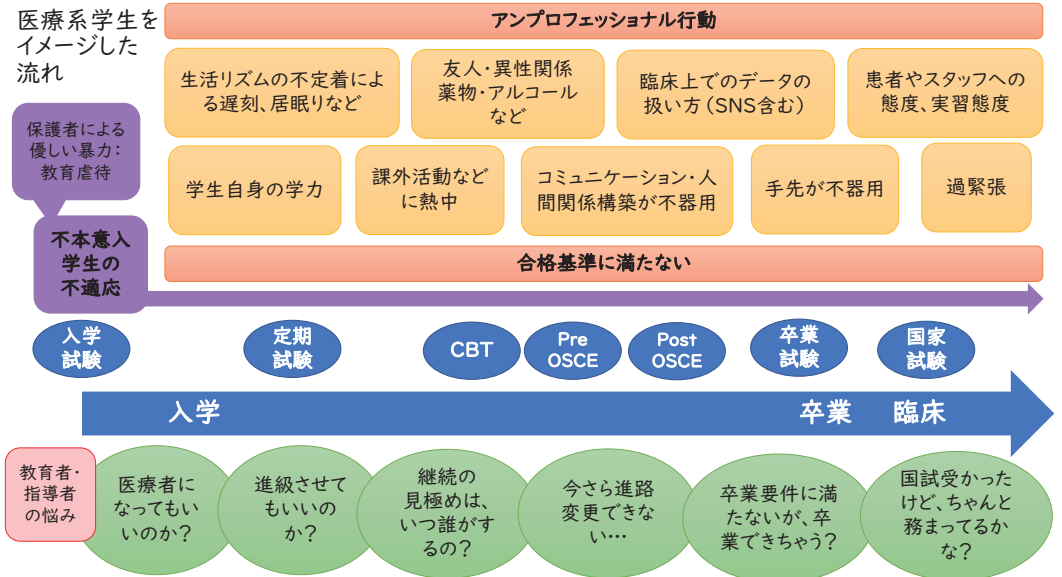 医療系学生を
イメージした
流れ
アンプロフェッショナル行動
生活リズムの不定着によ
る遅刻、居眠りなど
友人・異性関係
薬物・アルコール
など
臨床上でのデータの
扱い方（SNS含む）
患者やスタッフへの
態度、実習態度
保護者による
優しい暴力：
教育虐待
学生自身の学力
課外活動など
に熱中
コミュニケーション・人
間関係構築が不器用
手先が不器用
過緊張
不本意入
学生の
不適応
合格基準に満たない
入学
試験
定期
試験
CBT
Pre
OSCE
Post
OSCE
卒業
試験
国家
試験
入学
卒業
臨床
教育者・
指導者
の悩み
医療者に
なってもい
いのか？
進級させて
もいいの
か？
継続の
見極めは、
いつ誰がす
るの？
今さら進路
変更できな
い…
卒業要件に満
たないが、卒
業できちゃう？
国試受かった
けど、ちゃんと
務まってるか
な？